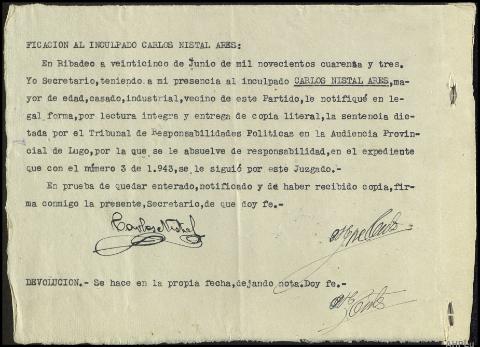 FICACION AL INCULPADO CARLOS NISTAL ARES:
En Ribadeo a veinticinco de Junio de mil novecientos cuarenta y tres.
Yo Secretario,teniendo a mi presencia al inculpado CARLOS NISTAL ARES,ma-
yor de edad,casado,industrial,vecino de este Partido,le notifiqué en le-
gal forma,por lectura integra y entrega de copia literal,la sentencia dic-
tada por el Tribunal de Responsabilidades Politicas en la Audiencia Provin-
cial de Lugo,por la que se le absuelve de responsabilidad,en el expediente
que con el número 3 de 1.943,se le siguió por este Juzgado.-
En prueba de quedar enterado,notificado y de haber recibido copia,fir-
ma conmigo la presente,Secretario,de que doy fe.-
Carlos Nistal
DEVOLUCION.- Se hace en la propia fecha,dejando nota.Doy fe.-